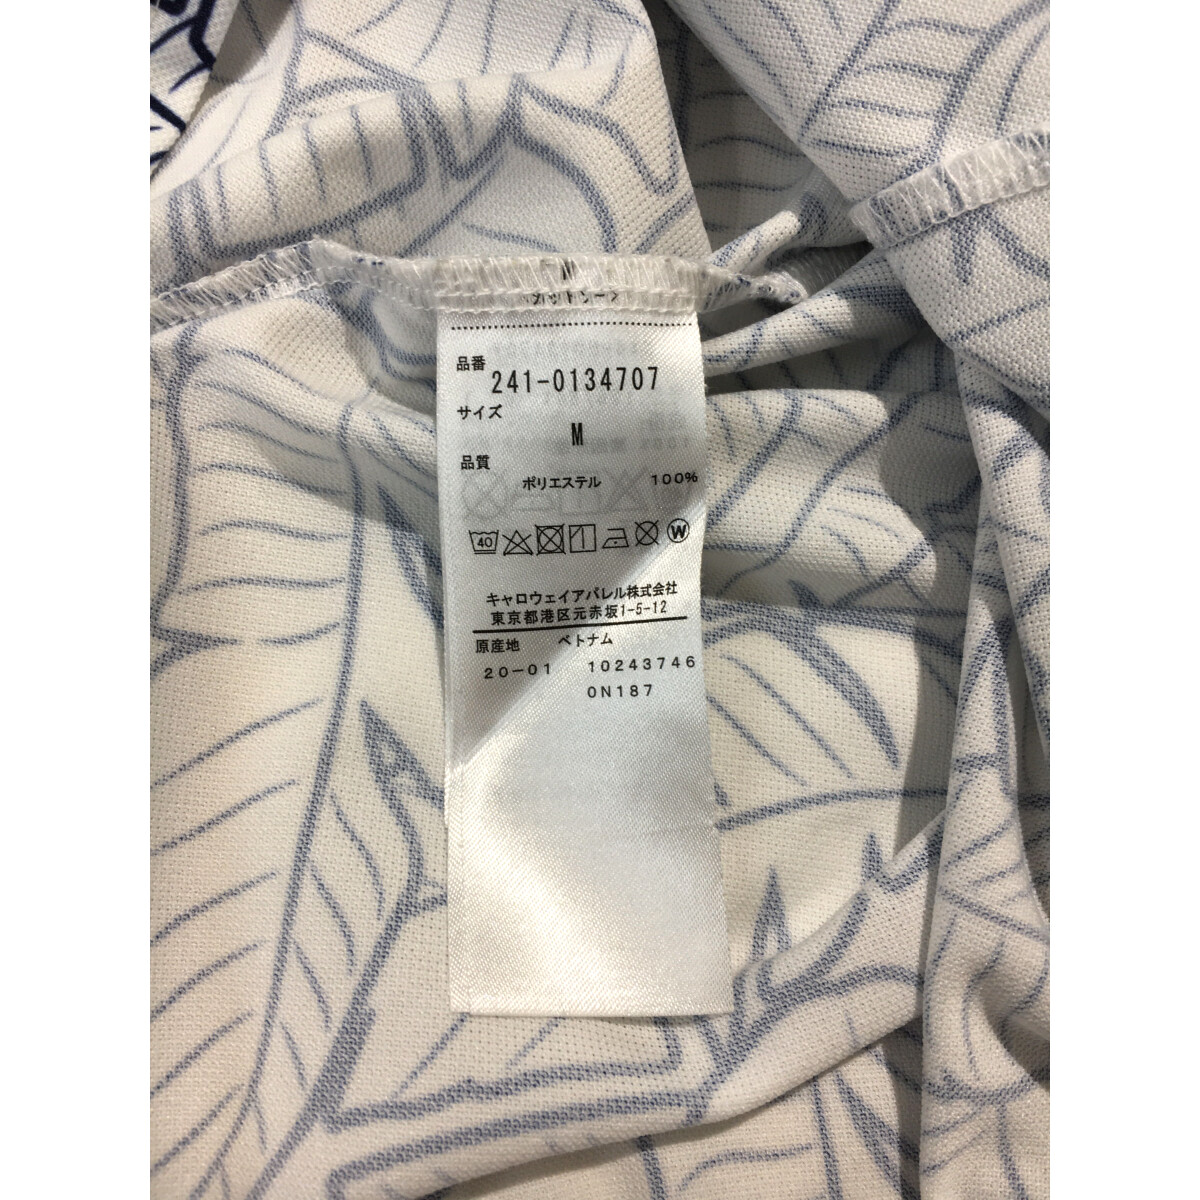 M
品番
241-0134707
サイズ
M
品質
ポリエステル 100%
40
W
キャロウェイアパレル株式会社
東京都港区元赤坂1-5-12
原産地 ベトナム
20-01 10243746
0N187